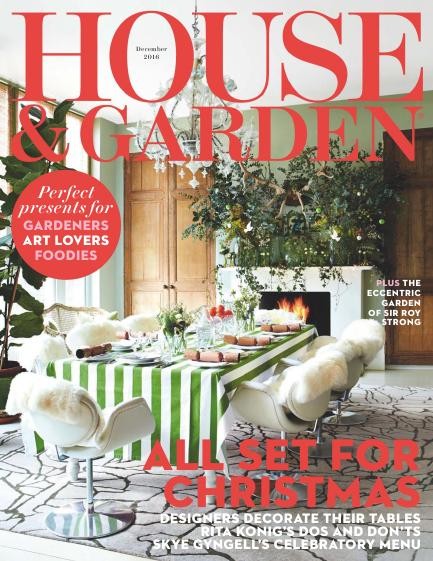 HOUSE
December
2016
& GARDEN
Perfect
presents for
GARDENERS
ART LOVERS
FOODIES
PLUS THE
ECCENTRIC
GARDEN
OF SIR ROY
STRONG
ALL SET FOR
CHRISTMAS
DESIGNERS DECORATE THEIR TABLES
RITA KONIG'S DOS AND DON'TS
SKYE GYNGELL'S CELEBRATORY MENU